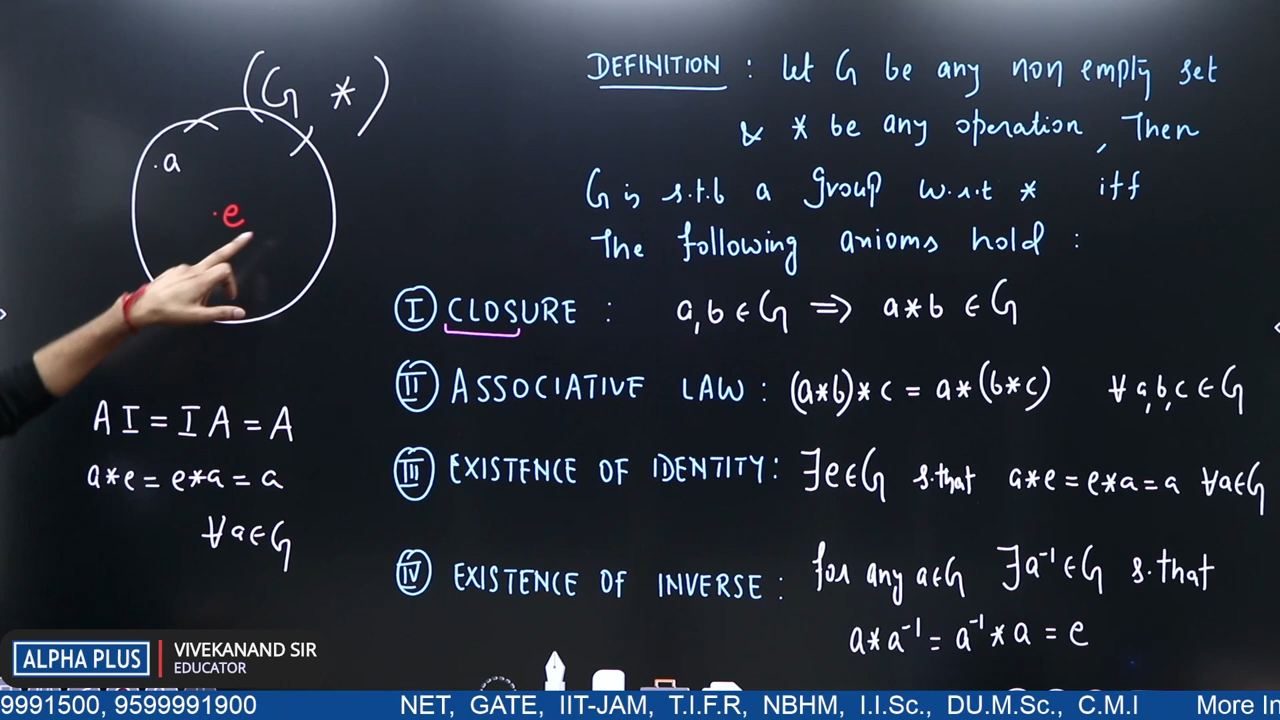 (G *)
.a
.e
AI = IA = A
a*e = e*a = a
∀a∈G
DEFINITION : let G be any non empty set
& * be any operation, Then
G is s.t.b a Group w.r.t * iff
The following axioms hold :
I CLOSURE : a,b ∈ G ⇒ a*b ∈ G
II ASSOCIATIVE LAW : (a*b)*c = a*(b*c) ∀ a,b,c ∈ G
III EXISTENCE OF IDENTITY : ∃e∈G s.that a*e = e*a = a ∀a∈G
IV EXISTENCE OF INVERSE : for any a∈G ∃a⁻¹∈G s.that
a*a⁻¹ = a⁻¹*a = e
ALPHA PLUS
VIVEKANAND SIR
EDUCATOR
9991500, 9599991900 NET, GATE, IIT-JAM, T.I.F.R, NBHM, I.I.Sc, DU.M.Sc, C.M.I More In